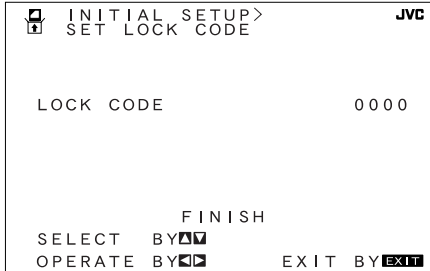 INITIAL SETUP> JVC
SET LOCK CODE
LOCK CODE 0000
FINISH
SELECT BY▲▼
OPERATE BY◀▶ EXIT BY EXIT